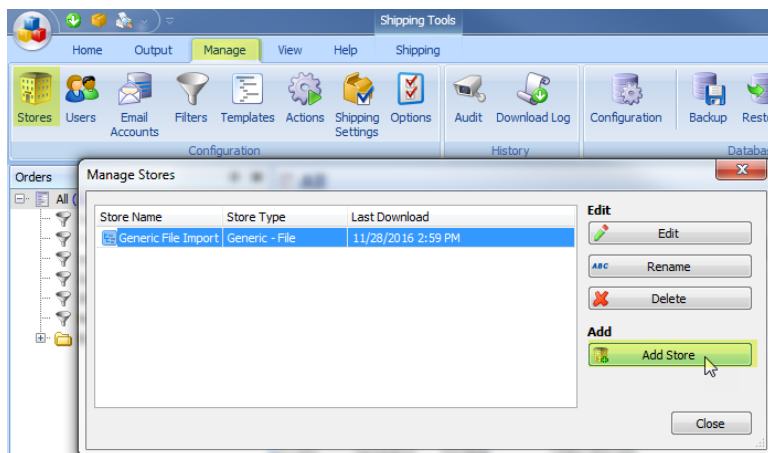 Shipping Tools
Home Output Manage View Help Shipping
Stores Users Email Accounts Filters Templates Actions Shipping Settings Options Audit Download Log Configuration Backup
Configuration History
Orders
All
Manage Stores
Store Name Store Type Last Download
Generic File Import Generic - File 11/28/2016 2:59 PM
Edit
Edit
ABC Rename
Delete
Add
Add Store
Close